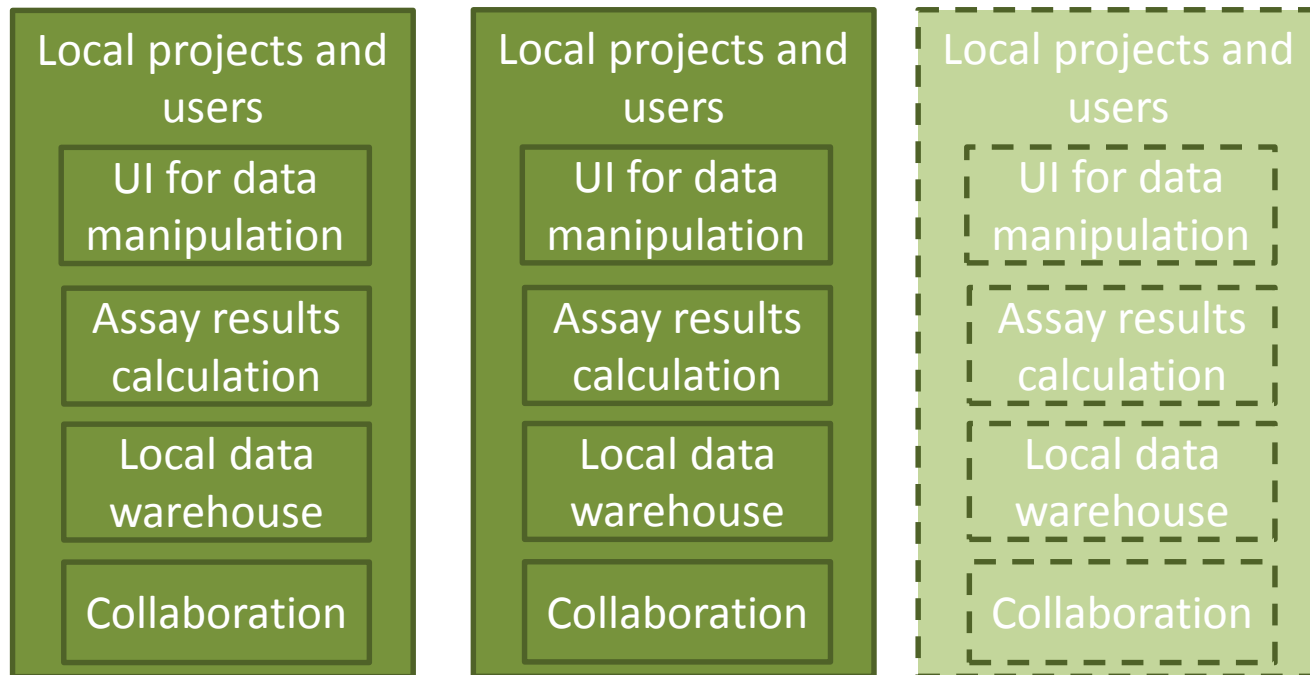 Local projects and
users
UI for data
manipulation
Assay results
calculation
Local data
warehouse
Collaboration
Local projects and
users
UI for data
manipulation
Assay results
calculation
Local data
warehouse
Collaboration
Local projects and
users
UI for data
manipulation
Assay results
calculation
Local data
warehouse
Collaboration